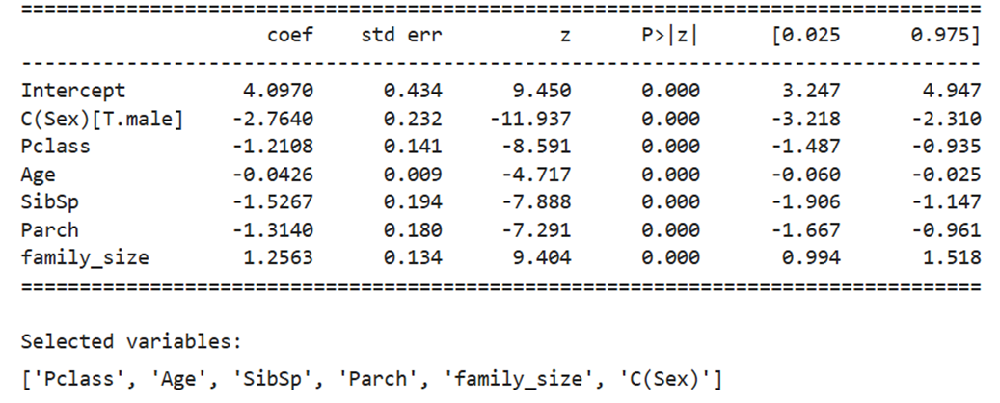 ==================================================================================
coef std err z P>|z| [0.025 0.975]
----------------------------------------------------------------------------------
Intercept 4.0970 0.434 9.450 0.000 3.247 4.947
C(Sex)[T.male] -2.7640 0.232 -11.937 0.000 -3.218 -2.310
Pclass -1.2108 0.141 -8.591 0.000 -1.487 -0.935
Age -0.0426 0.009 -4.717 0.000 -0.060 -0.025
SibSp -1.5267 0.194 -7.888 0.000 -1.906 -1.147
Parch -1.3140 0.180 -7.291 0.000 -1.667 -0.961
family_size 1.2563 0.134 9.404 0.000 0.994 1.518
==================================================================================
Selected variables:
['Pclass', 'Age', 'SibSp', 'Parch', 'family_size', 'C(Sex)']